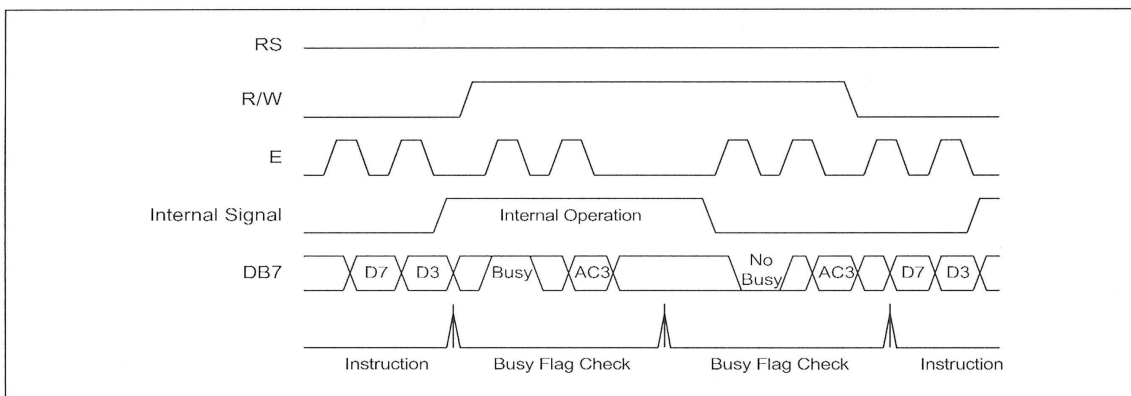 RS
R/W
E
Internal Signal
Internal Operation
DB7
D7
D3
Busy
AC3
No
Busy
AC3
D7
D3
Instruction
Busy Flag Check
Busy Flag Check
Instruction